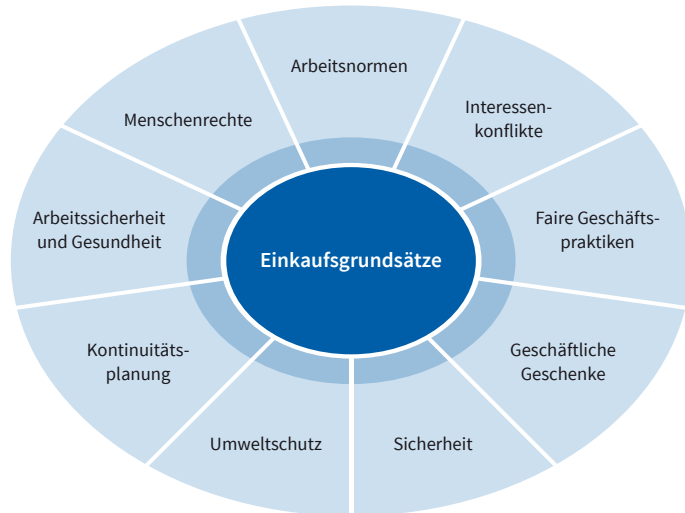 Arbeitsnormen
Interessen-
konflikte
Faire Geschäfts-
praktiken
Geschäftliche
Geschenke
Sicherheit
Umweltschutz
Kontinuitäts-
planung
Arbeitssicherheit
und Gesundheit
Menschenrechte
Einkaufsgrundsätze